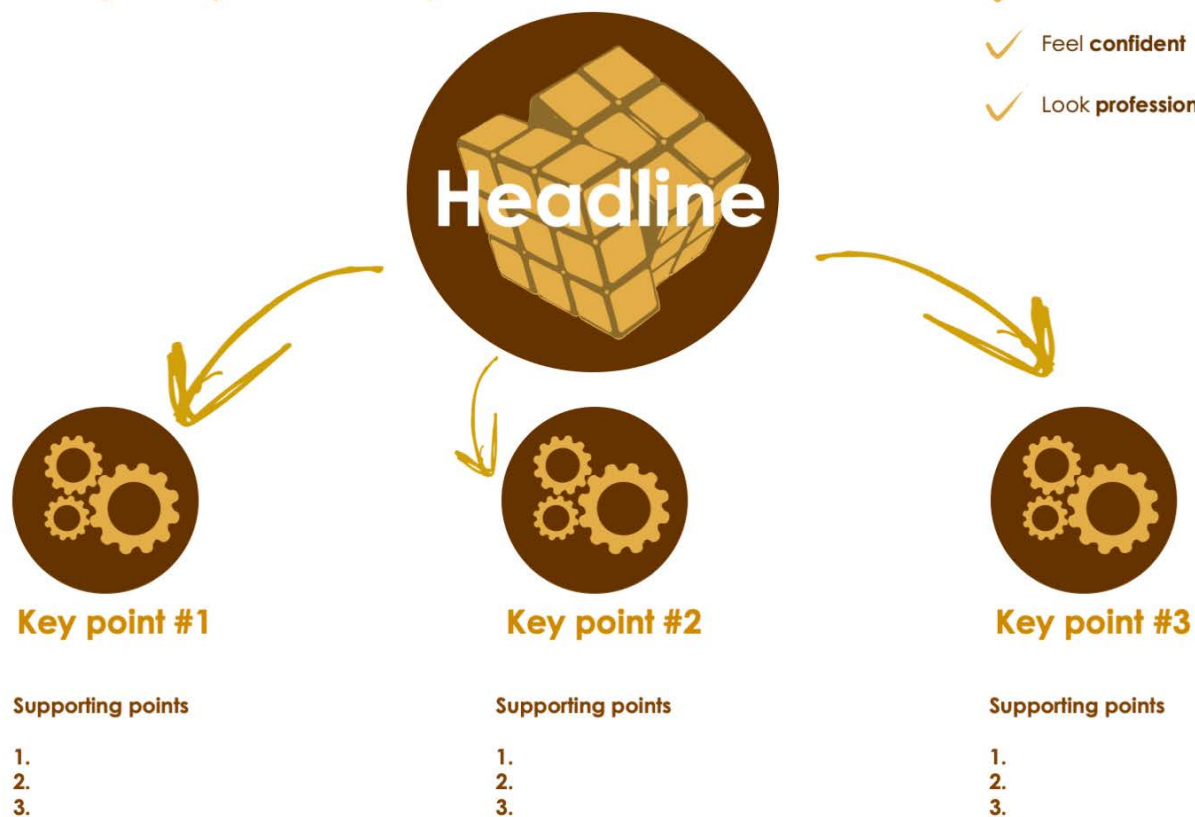 Feel confident
Look profession
Headline
Key point #1
Key point #2
Key point #3
Supporting points
1.
2.
3.
Supporting points
1.
2.
3.
Supporting points
1.
2.
3.